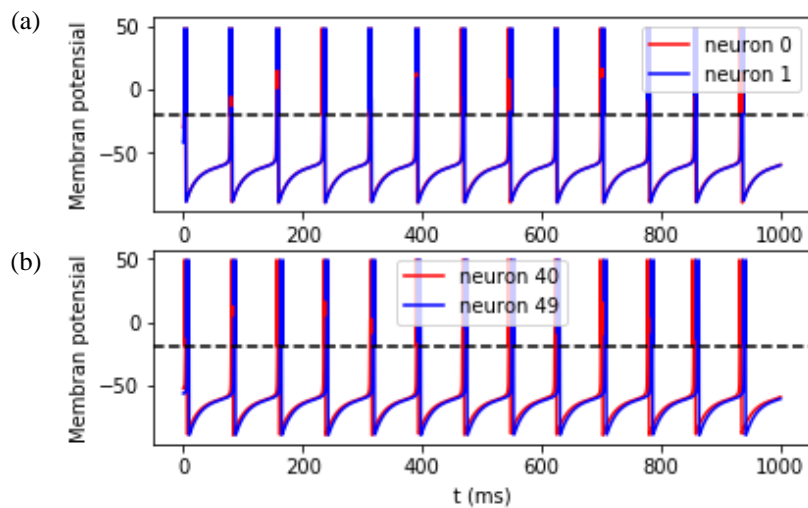 (a)
Membran potensial
50
0
−50
neuron 0
neuron 1
0 200 400 600 800 1000
(b)
Membran potensial
50
0
−50
neuron 40
neuron 49
0 200 400 600 800 1000
t (ms)